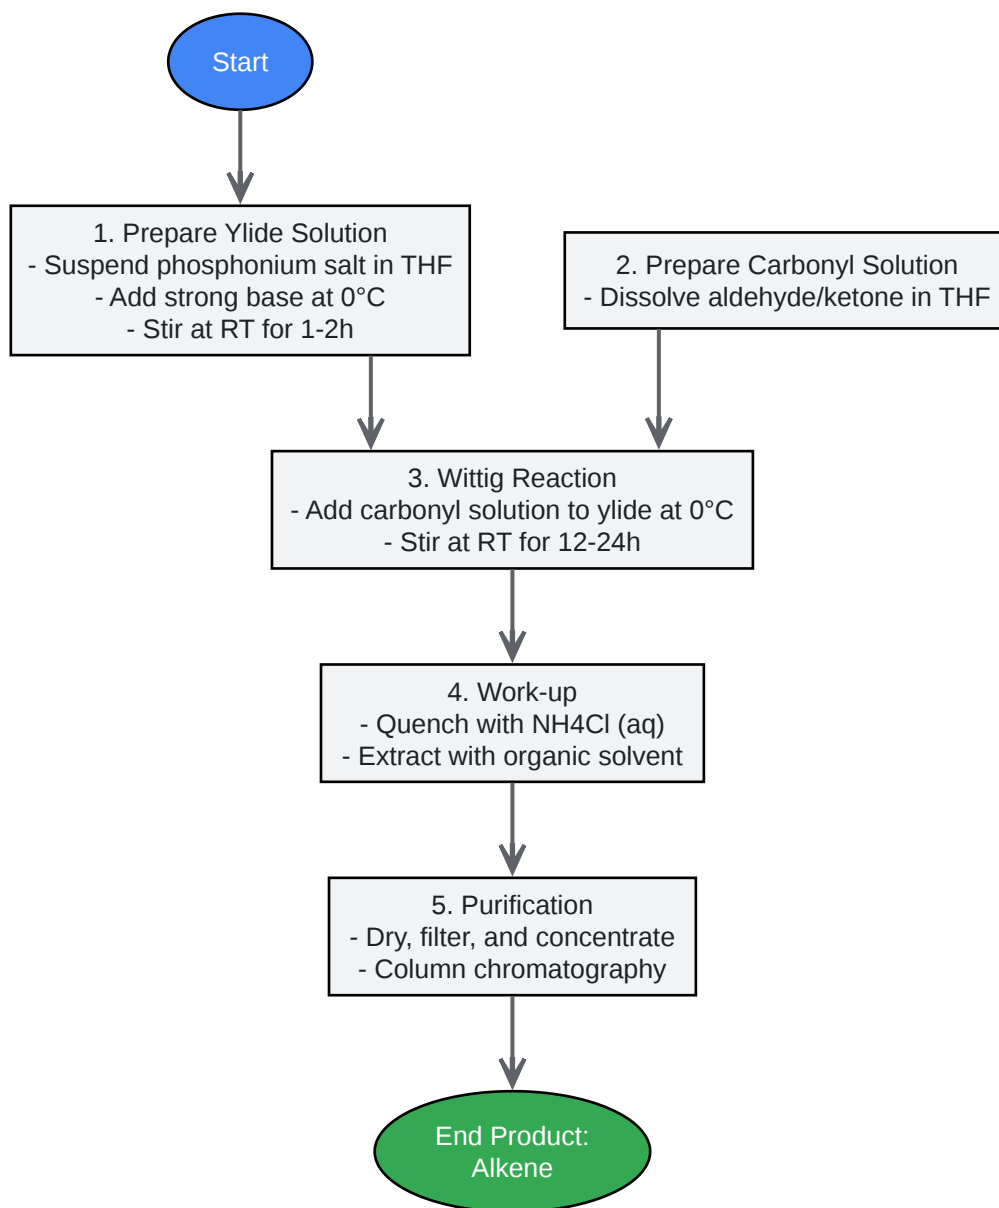 Start
1. Prepare Ylide Solution
- Suspend phosphonium salt in THF
- Add strong base at 0°C
- Stir at RT for 1-2h
2. Prepare Carbonyl Solution
- Dissolve aldehyde/ketone in THF
3. Wittig Reaction
- Add carbonyl solution to ylide at 0°C
- Stir at RT for 12-24h
4. Work-up
- Quench with NH4Cl (aq)
- Extract with organic solvent
5. Purification
- Dry, filter, and concentrate
- Column chromatography
End Product:
Alkene